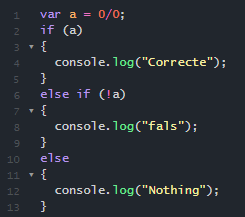 1 var a = 0/0;
2 if (a)
3 {
4 console.log("Correcte");
5 }
6 else if (!a)
7 {
8 console.log("fals");
9 }
10 else
11 {
12 console.log("Nothing");
13 }